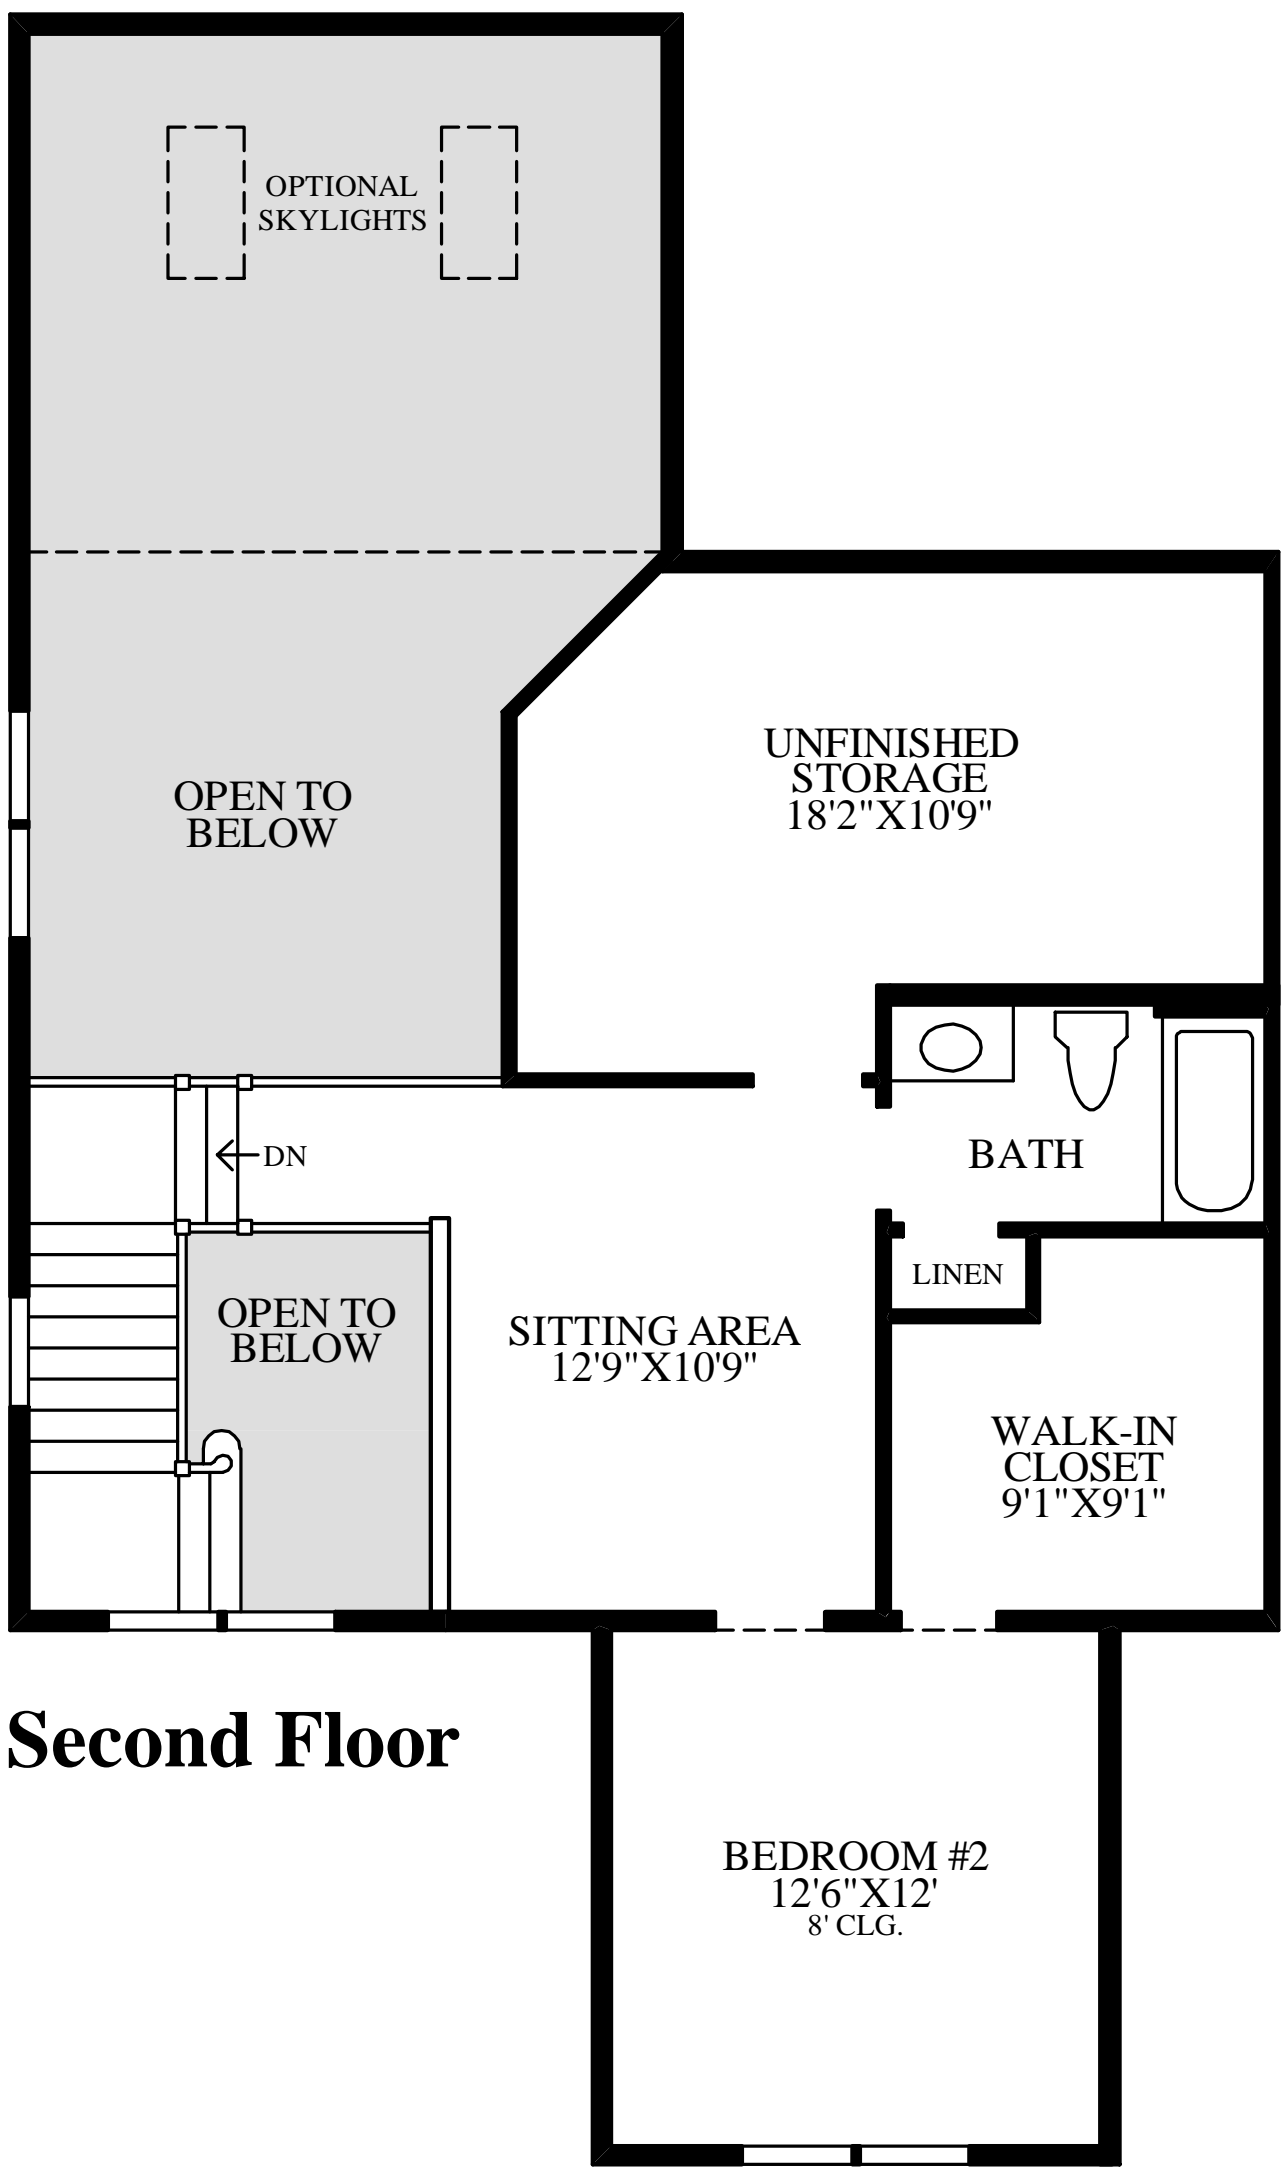 OPTIONAL
SKYLIGHTS
UNFINISHED
STORAGE
18'2"X10'9"
OPEN TO
BELOW
DN
BATH
LINEN
OPEN TO
BELOW
SITTING AREA
12'9"X10'9"
WALK-IN
CLOSET
9'1"X9'1"
Second Floor
BEDROOM #2
12'6"X12'
8' CLG.